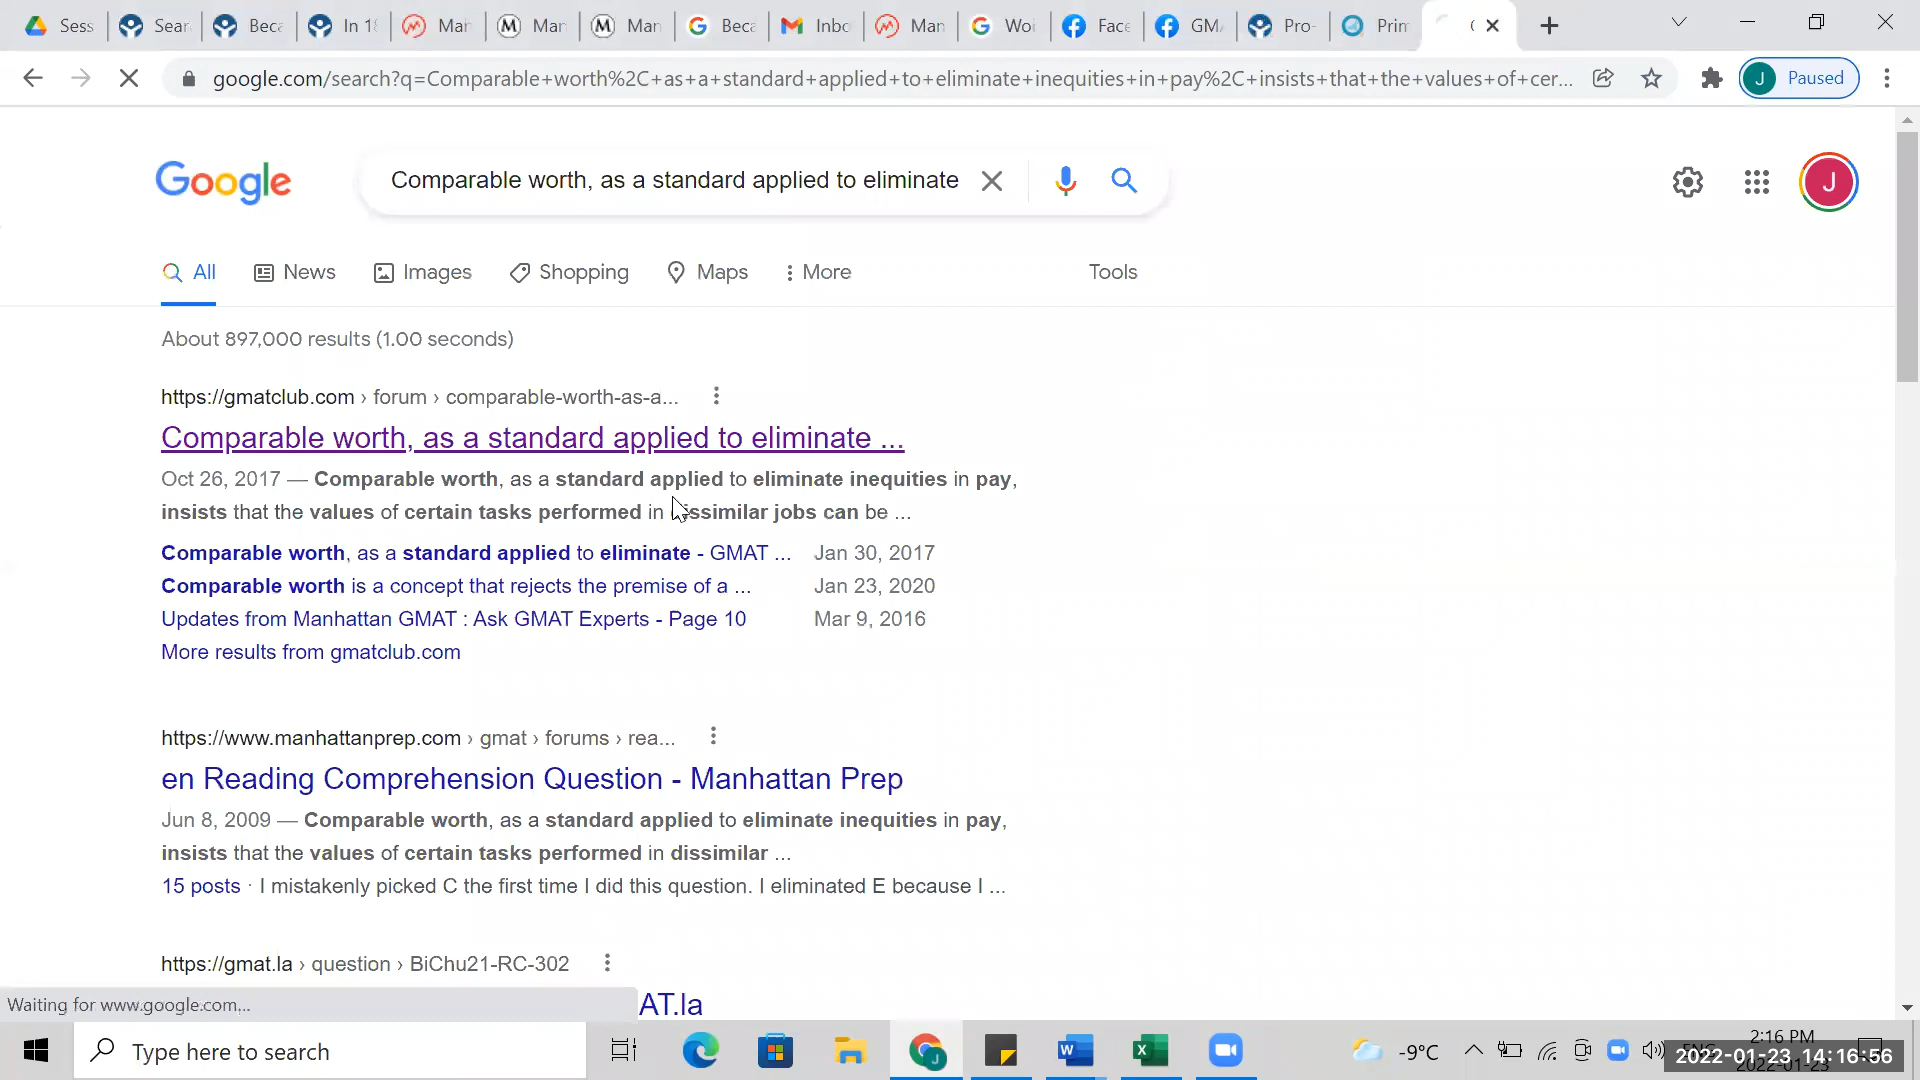 Sess
Sear
Beca
In 18
Man
Man
Man
Beca
Inbo
Man
Wo
Face
GMA
Pro-
Prim
google.com/search?q=Comparable+worth%2C+as+a+standard+applied+to+eliminate+inequities+in+pay%2C+insists+that+the+values+of+cer...
J Paused
Google
Comparable worth, as a standard applied to eliminate
J
All News Images Shopping Maps More Tools
About 897,000 results (1.00 seconds)
https://gmatclub.com › forum › comparable-worth-as-a...
Comparable worth, as a standard applied to eliminate ...
Oct 26, 2017 — Comparable worth, as a standard applied to eliminate inequities in pay,
insists that the values of certain tasks performed in dissimilar jobs can be ...
Comparable worth, as a standard applied to eliminate - GMAT ... Jan 30, 2017
Comparable worth is a concept that rejects the premise of a ... Jan 23, 2020
Updates from Manhattan GMAT : Ask GMAT Experts - Page 10 Mar 9, 2016
More results from gmatclub.com
https://www.manhattanprep.com › gmat › forums › rea...
en Reading Comprehension Question - Manhattan Prep
Jun 8, 2009 — Comparable worth, as a standard applied to eliminate inequities in pay,
insists that the values of certain tasks performed in dissimilar ...
15 posts · I mistakenly picked C the first time I did this question. I eliminated E because I ...
https://gmat.la › question › BiChu21-RC-302
AT.la
Waiting for www.google.com...
Type here to search
-9°C
2:16 PM
2022-01-23 14:16:56